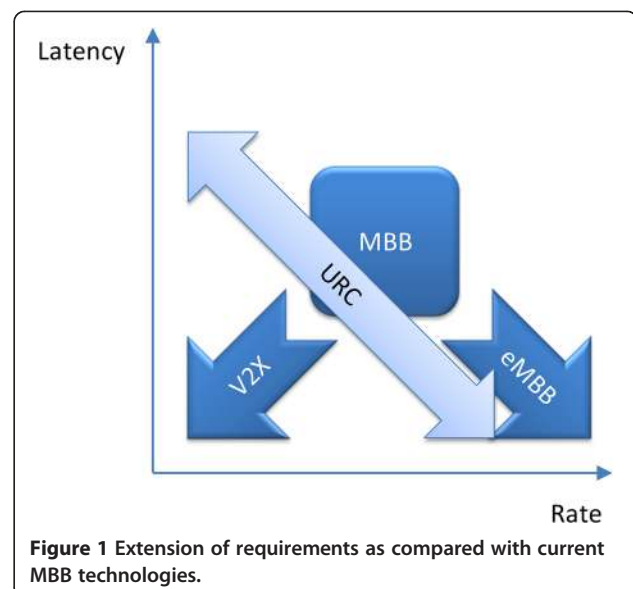 Latency
MBB
URC
V2X
eMBB
Rate
Figure 1 Extension of requirements as compared with current
MBB technologies.